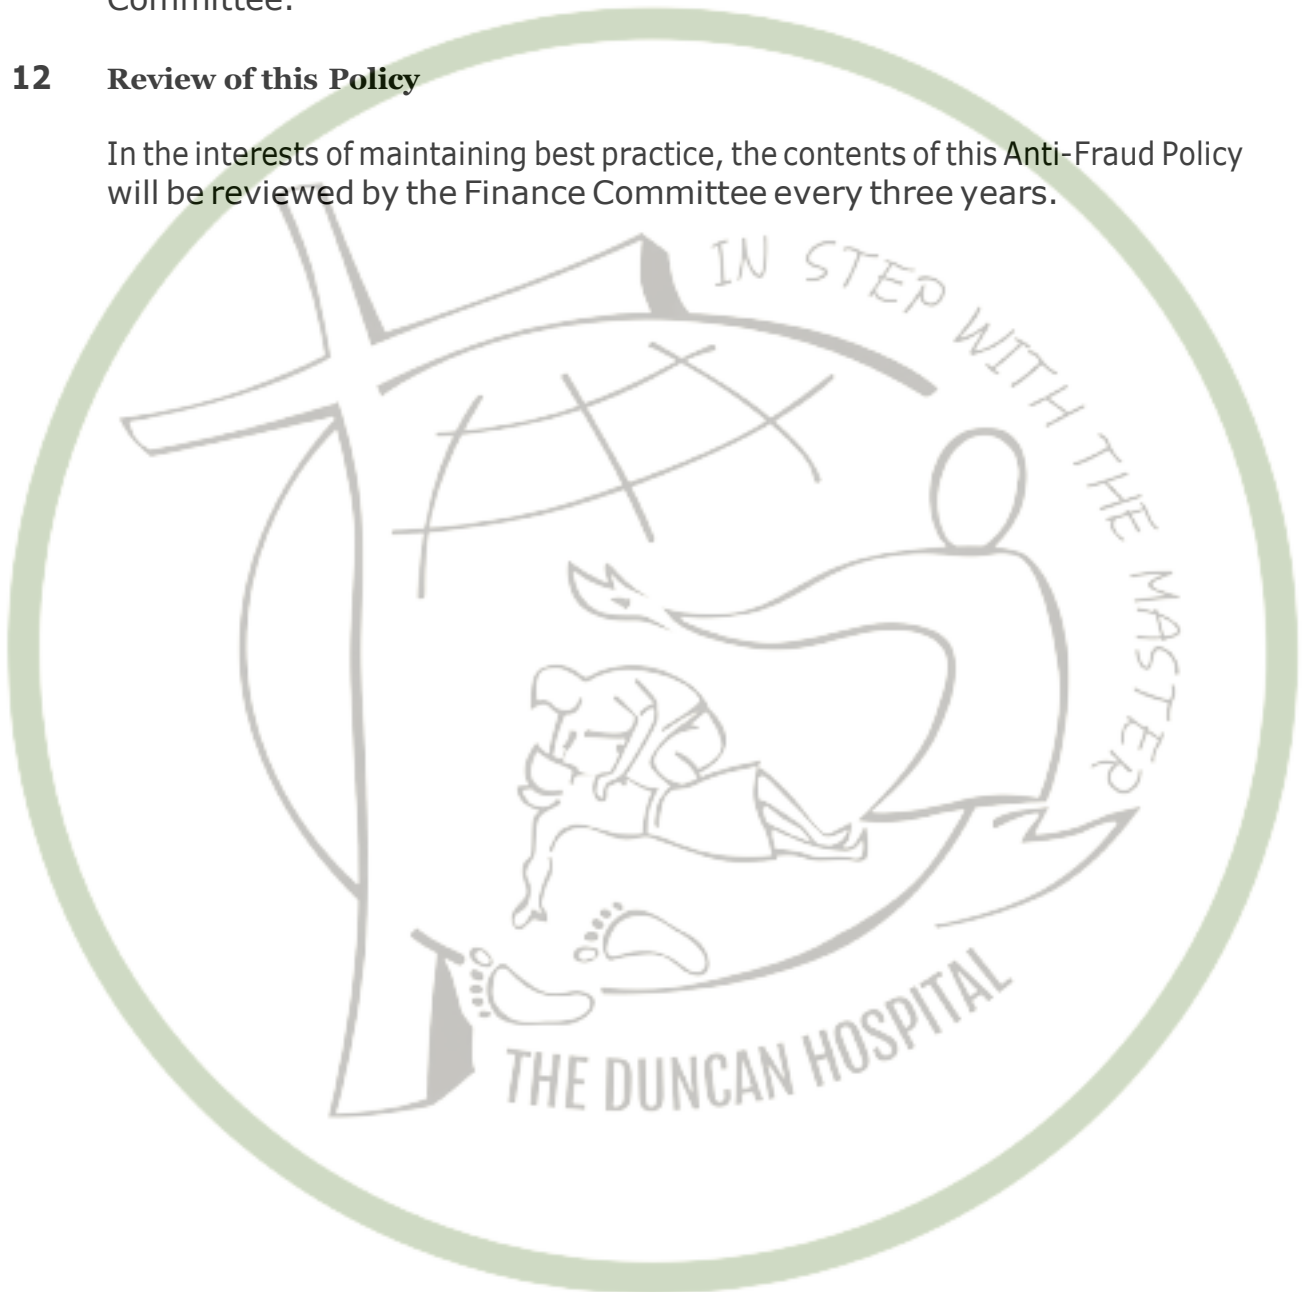 Committee.
12 Review of this Policy
In the interests of maintaining best practice, the contents of this Anti-Fraud Policy
will be reviewed by the Finance Committee every three years.
IN STEP WITH THE MASTER
THE DUNCAN HOSPITAL